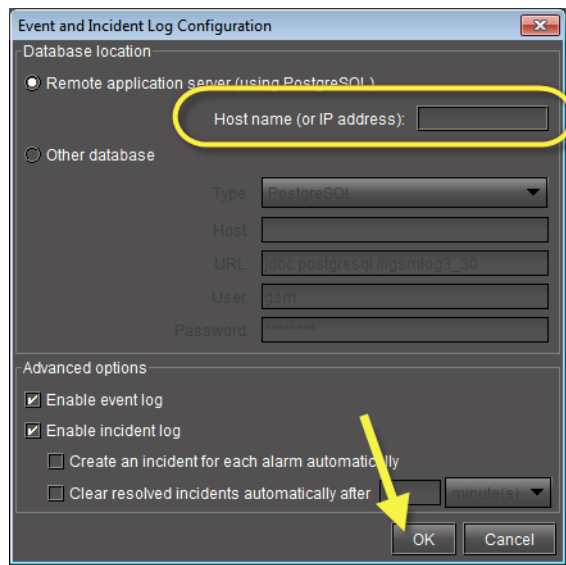 Event and Incident Log Configuration
Database location
Remote application server (using PostgreSQL)
Host name (or IP address):
Other database
Type: PostgreSQL
Host:
URL: jdbc:postgresql:///gsmlog3_30
User: gsm
Password: ********
Advanced options
Enable event log
Enable incident log
Create an incident for each alarm automatically
Clear resolved incidents automatically after minute(s)
OK Cancel